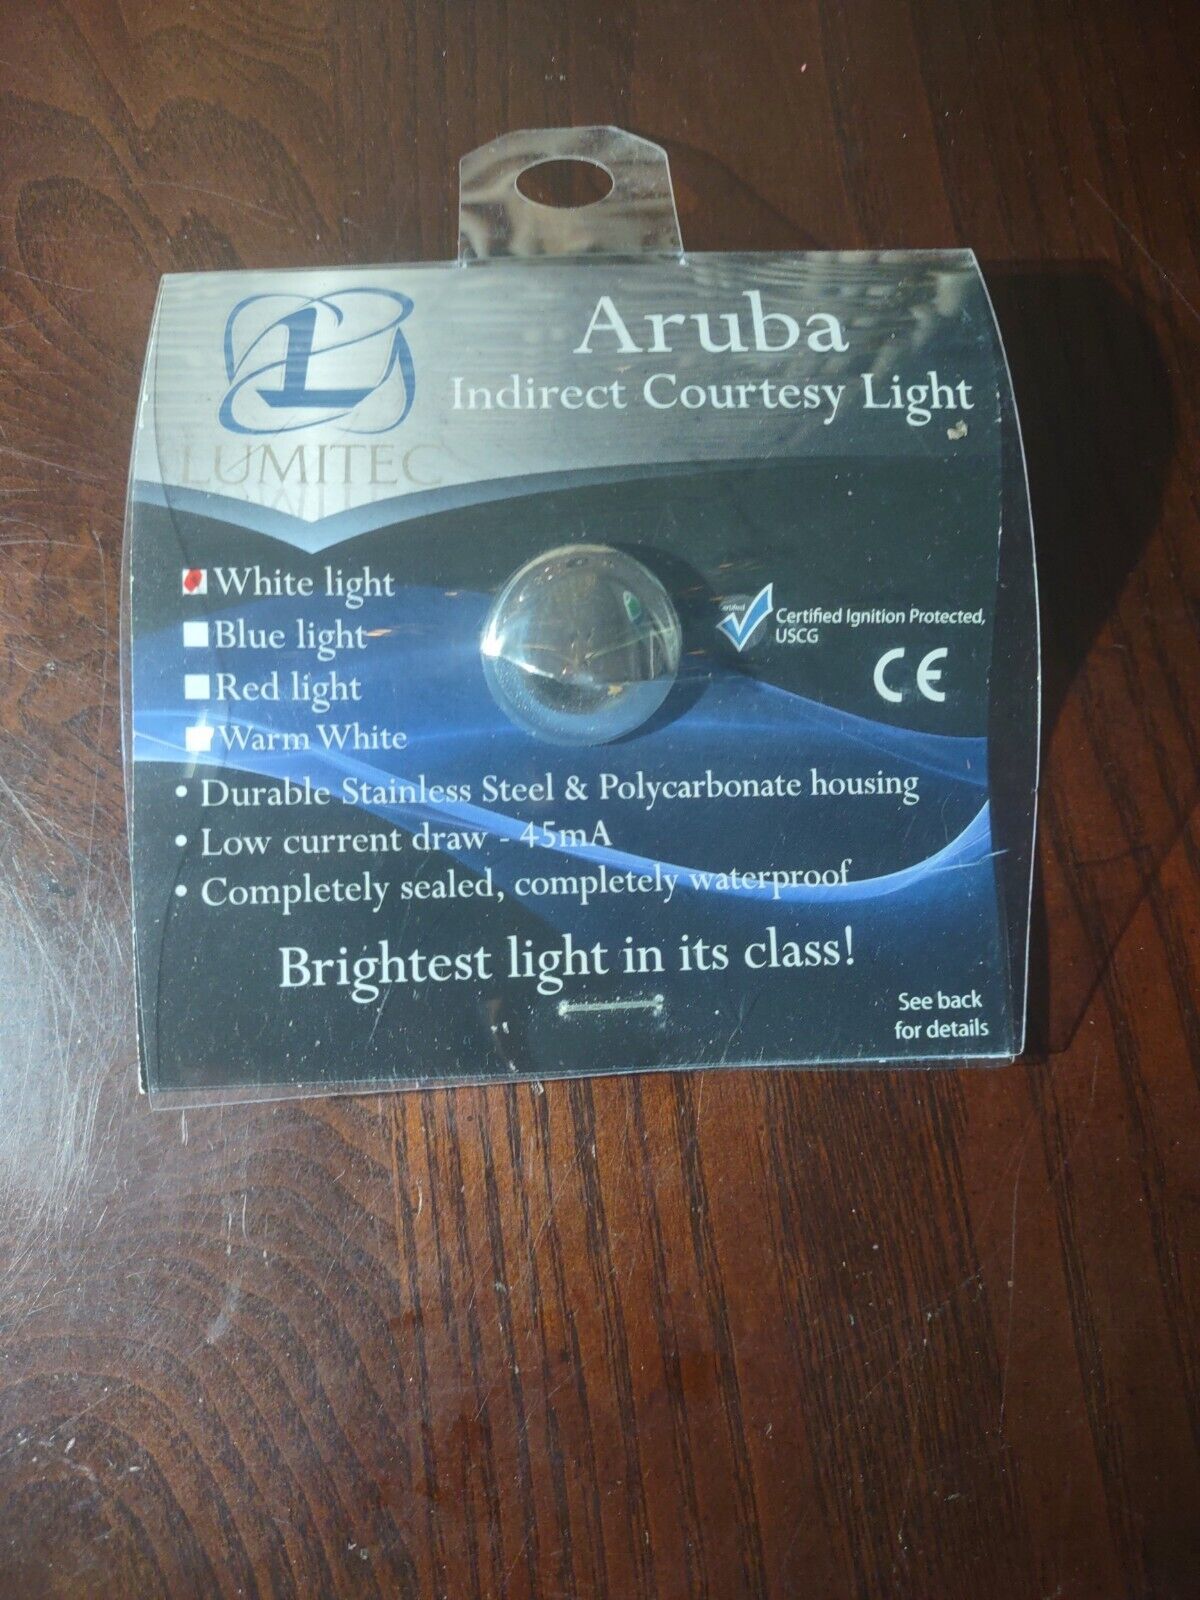 Aruba
Indirect Courtesy Light
L
LUMITEC
White light
Blue light
Red light
Warm White
certified
Certified Ignition Protected,
USCG
CE
• Durable Stainless Steel & Polycarbonate housing
• Low current draw - 45mA
• Completely sealed, completely waterproof
Brightest light in its class!
See back
for details